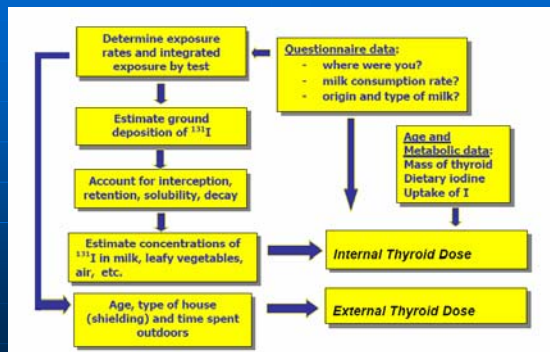 Determine exposure
rates and integrated
exposure by test
Questionnaire data:
- where were you?
- milk consumption rate?
- origin and type of milk?
Estimate ground
deposition of ¹³¹I
Age and
Metabolic data:
Mass of thyroid
Dietary iodine
Uptake of I
Account for interception,
retention, solubility, decay
Estimate concentrations of
¹³¹I in milk, leafy vegetables,
air, etc.
Internal Thyroid Dose
Age, type of house
(shielding) and time spent
outdoors
External Thyroid Dose